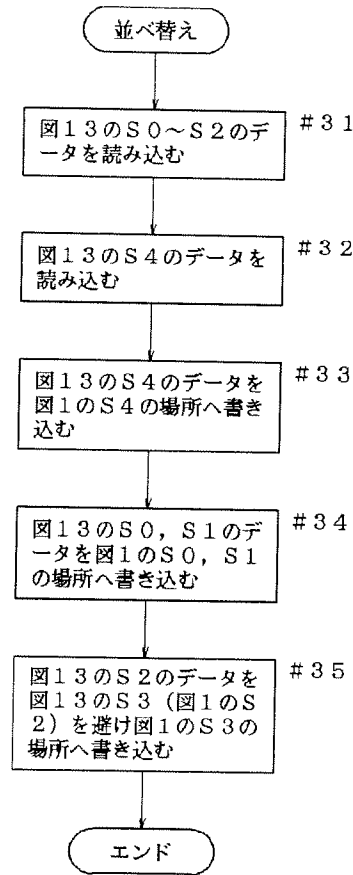 並べ替え
図13のS0~S2のデ
ータを読み込む
#31
図13のS4のデータを
読み込む
#32
図13のS4のデータを
図1のS4の場所へ書き
込む
#33
図13のS0,S1のデ
ータを図1のS0,S1
の場所へ書き込む
#34
図13のS2のデータを
図13のS3(図1のS
2)を避け図1のS3の
場所へ書き込む
#35
エンド